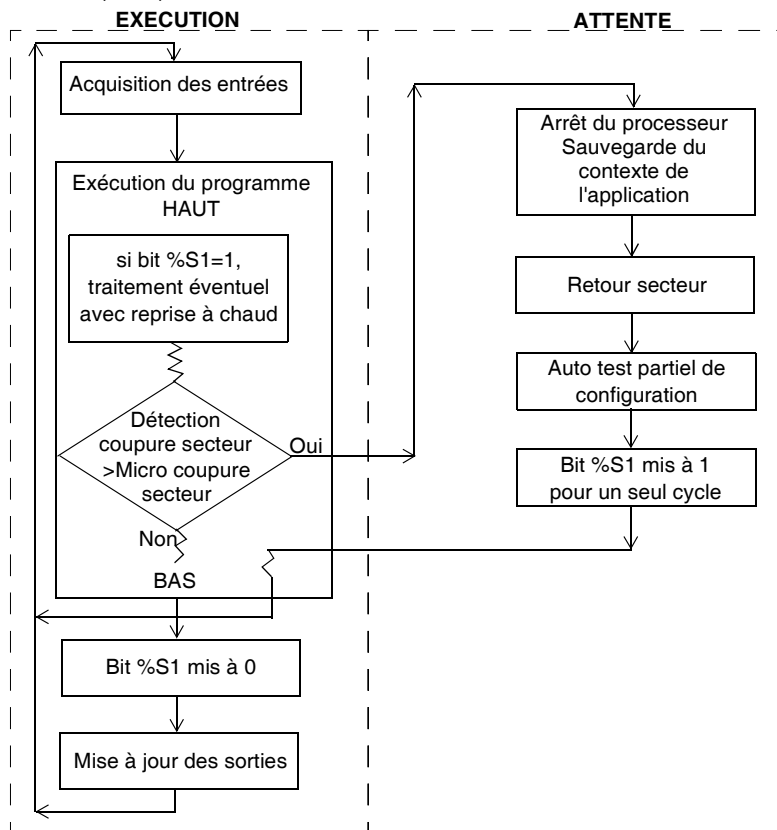 EXECUTION
ATTENTE
Acquisition des entrées
Exécution du programme
HAUT
si bit %S1=1,
traitement éventuel
avec reprise à chaud
Détection
coupure secteur
>Micro coupure
secteur
Oui
Non
BAS
Bit %S1 mis à 0
Mise à jour des sorties
Arrêt du processeur
Sauvegarde du
contexte de
l'application
Retour secteur
Auto test partiel de
configuration
Bit %S1 mis à 1
pour un seul cycle